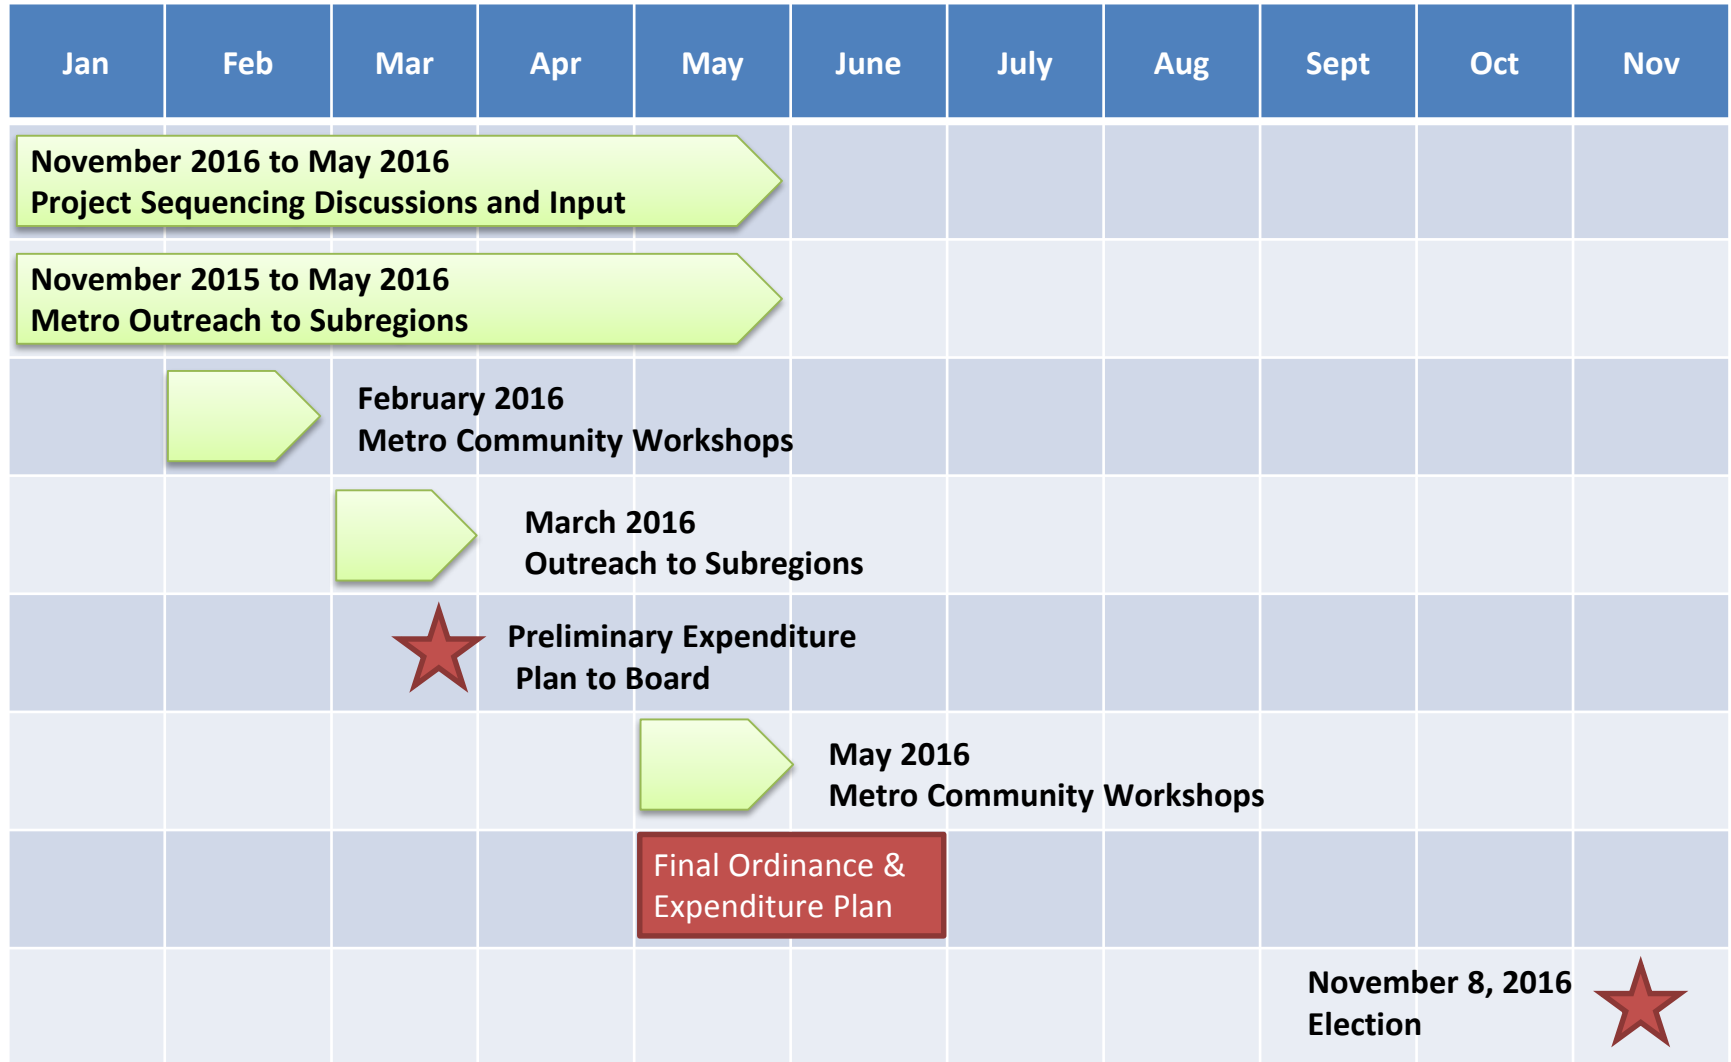 Jan Feb Mar Apr May June July Aug Sept Oct Nov
November 2016 to May 2016
Project Sequencing Discussions and Input
November 2015 to May 2016
Metro Outreach to Subregions
February 2016
Metro Community Workshops
March 2016
Outreach to Subregions
Preliminary Expenditure
Plan to Board
May 2016
Metro Community Workshops
Final Ordinance &
Expenditure Plan
November 8, 2016
Election